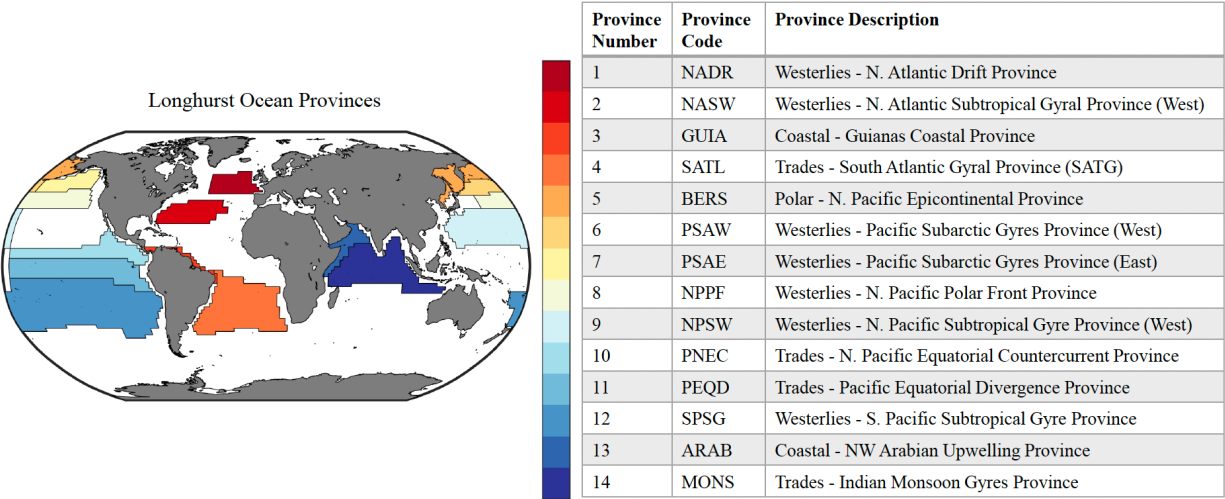 Longhurst Ocean Provinces
Province Number Province Code Province Description
1 NADR Westerlies - N. Atlantic Drift Province
2 NASW Westerlies - N. Atlantic Subtropical Gyral Province (West)
3 GUIA Coastal - Guianas Coastal Province
4 SATL Trades - South Atlantic Gyral Province (SATG)
5 BERS Polar - N. Pacific Epicontinental Province
6 PSAW Westerlies - Pacific Subarctic Gyres Province (West)
7 PSAE Westerlies - Pacific Subarctic Gyres Province (East)
8 NPPF Westerlies - N. Pacific Polar Front Province
9 NPSW Westerlies - N. Pacific Subtropical Gyre Province (West)
10 PNEC Trades - N. Pacific Equatorial Countercurrent Province
11 PEQD Trades - Pacific Equatorial Divergence Province
12 SPSG Westerlies - S. Pacific Subtropical Gyre Province
13 ARAB Coastal - NW Arabian Upwelling Province
14 MONS Trades - Indian Monsoon Gyres Province